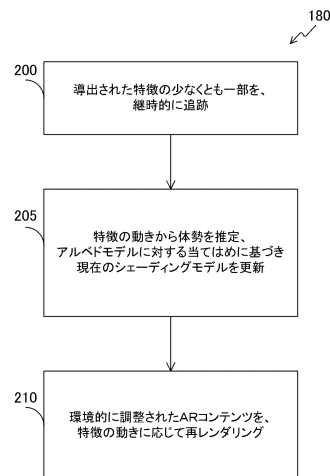 180
200
導出された特徴の少なくとも一部を、
継時的に追跡
205
特徴の動きから体勢を推定、
アルベドモデルに対する当てはめに基づき
現在のシェーディングモデルを更新
210
環境的に調整されたARコンテンツを、
特徴の動きに応じて再レンダリング